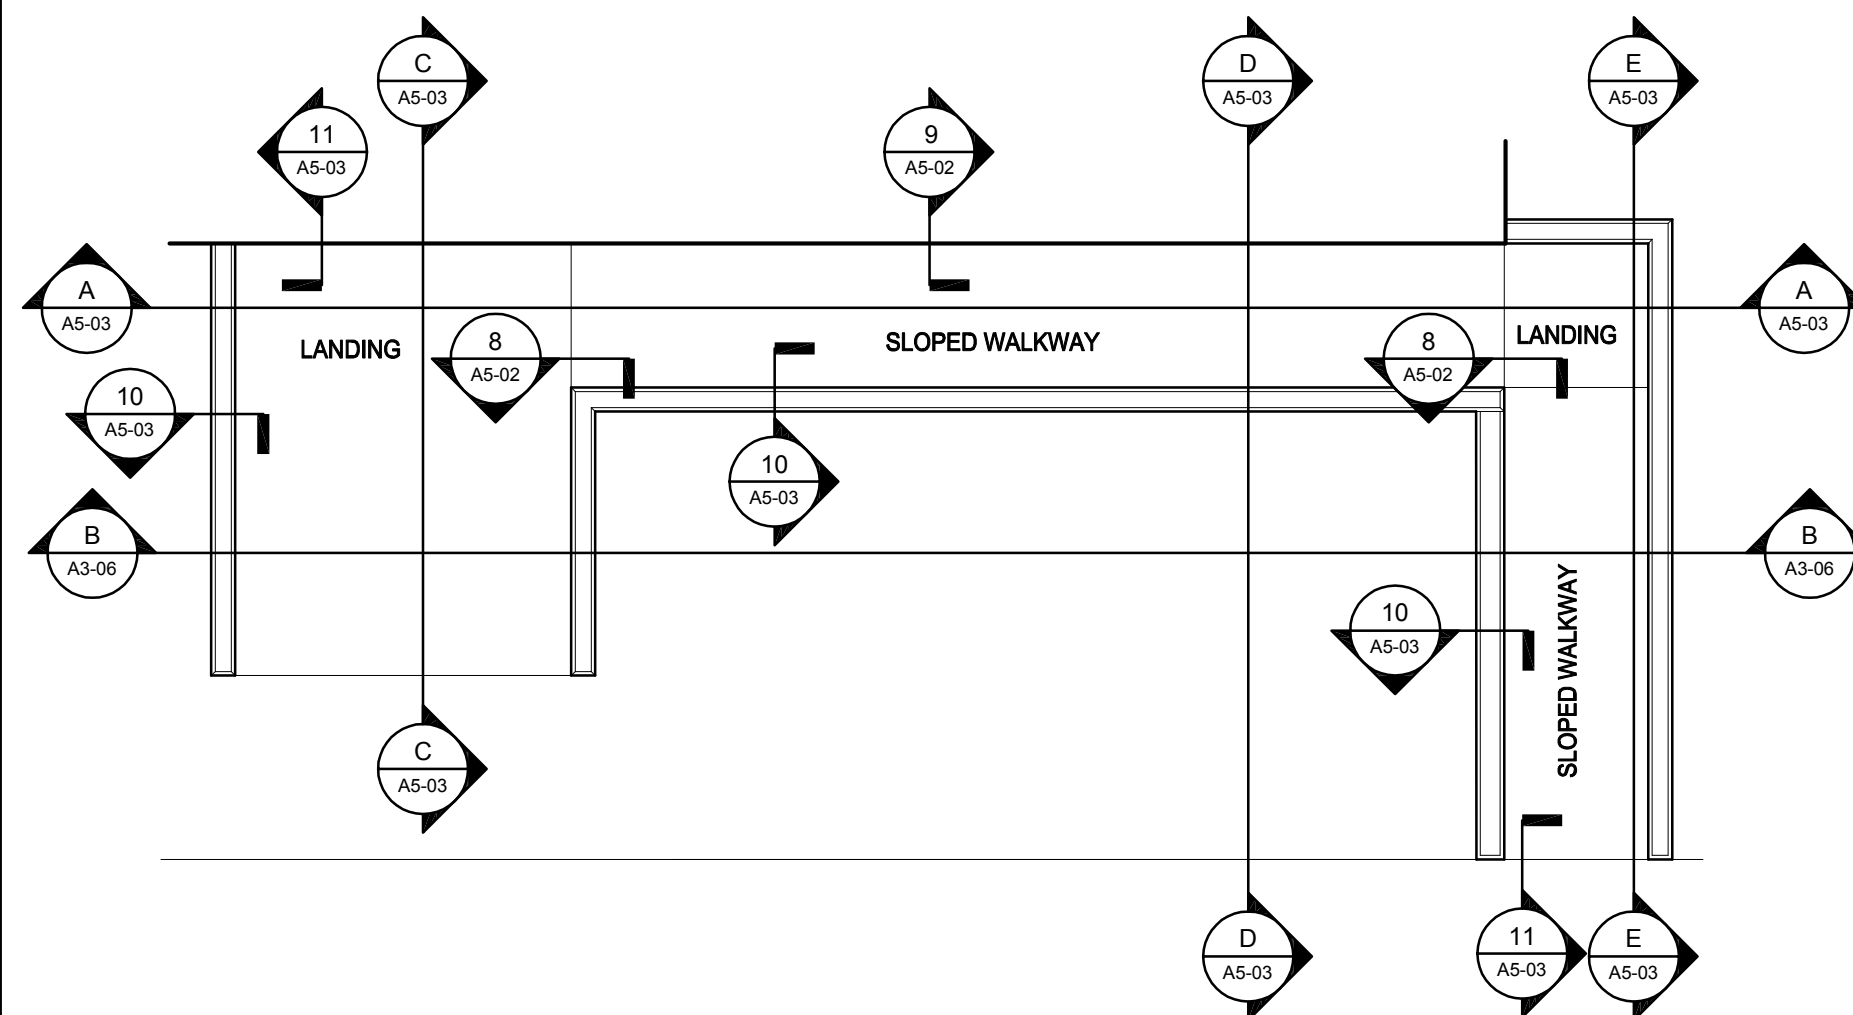 C
A5-03
D
A5-03
E
A5-03
11
A5-03
9
A5-02
A
A5-03
A
A5-03
LANDING
8
A5-02
SLOPED WALKWAY
8
A5-02
LANDING
10
A5-03
10
A5-03
B
A3-06
B
A3-06
10
A5-03
SLOPED WALKWAY
C
A5-03
D
A5-03
11
A5-03
E
A5-03